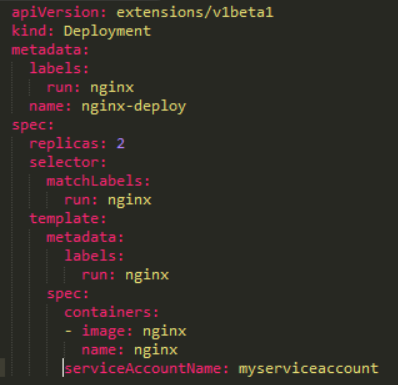 apiVersion: extensions/v1beta1
kind: Deployment
metadata:
  labels:
    run: nginx
  name: nginx-deploy
spec:
  replicas: 2
  selector:
    matchLabels:
      run: nginx
  template:
    metadata:
      labels:
        run: nginx
    spec:
      containers:
      - image: nginx
        name: nginx
      serviceAccountName: myserviceaccount